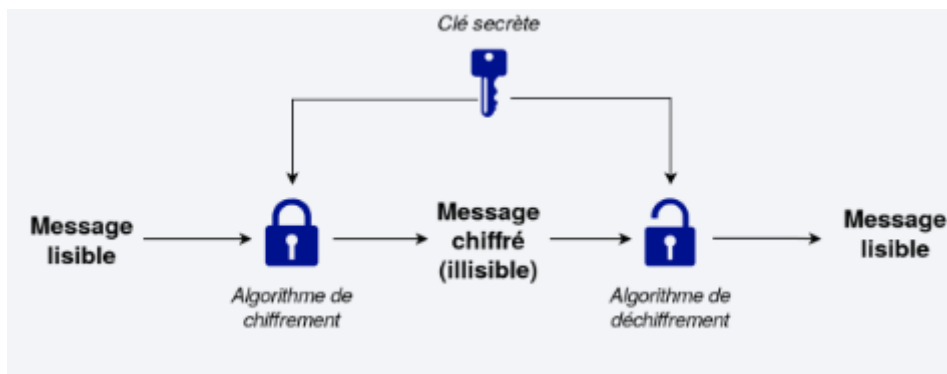 Clé secrète
Message
lisible
Algorithme de
chiffrement
Message
chiffré
(illisible)
Algorithme de
déchiffrement
Message
lisible